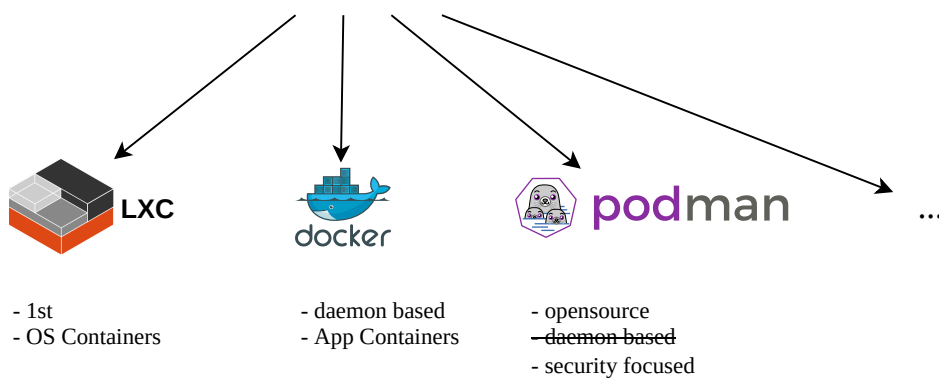 LXC
docker
podman
...
- 1st
- OS Containers
- daemon based
- App Containers
- opensource
- daemon based
- security focused